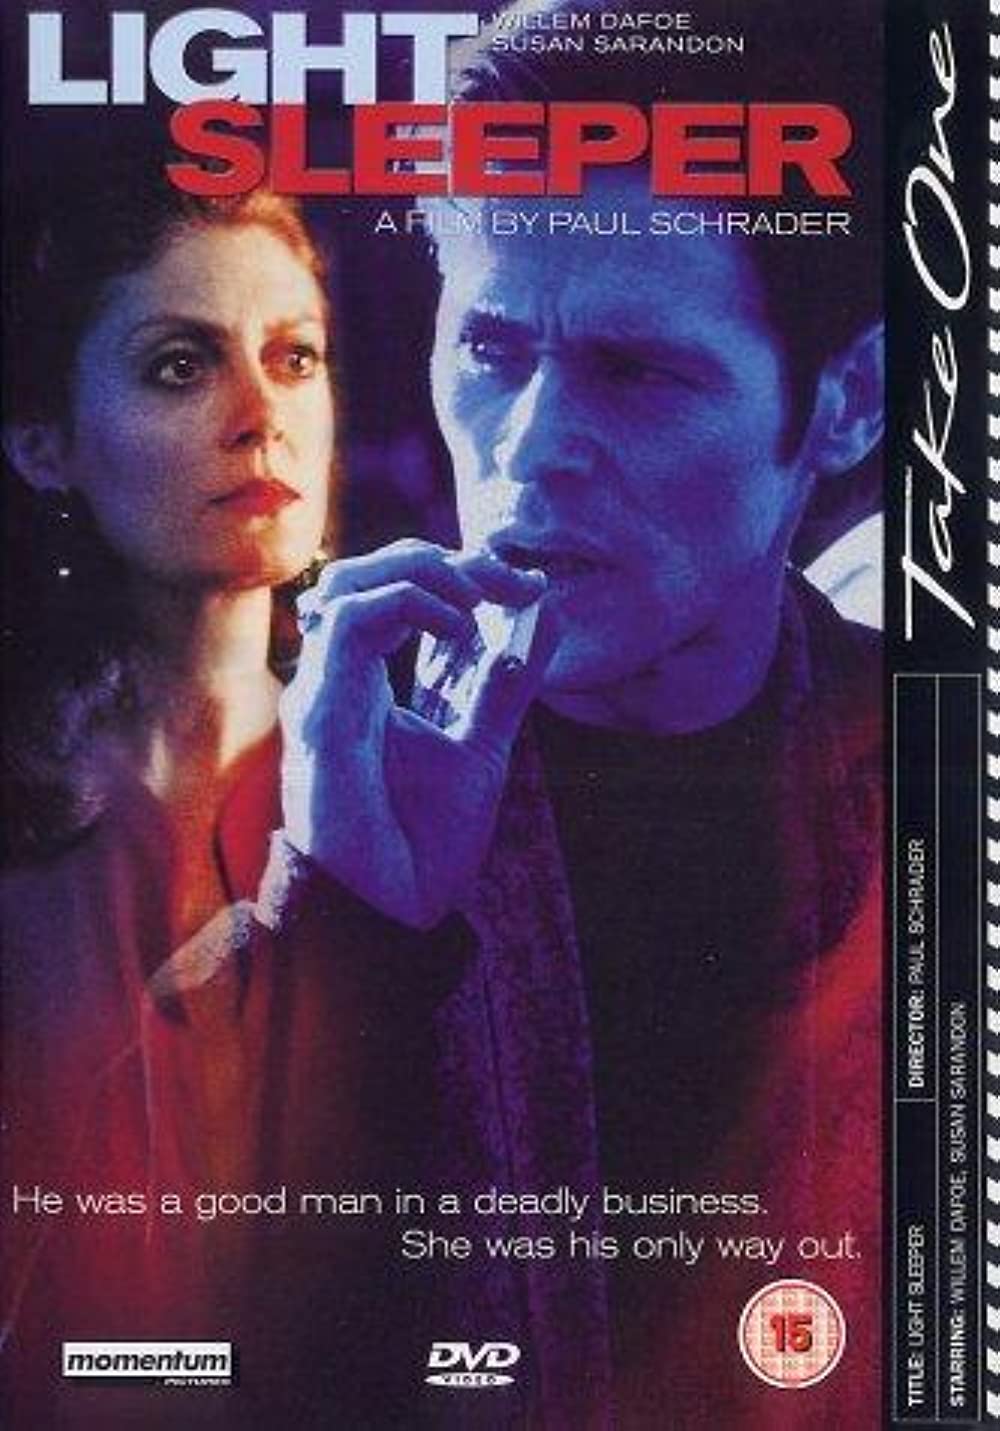 LIGHT
SLEEPER
WILLEM DAFOE
SUSAN SARANDON
A FILM BY PAUL SCHRADER
Take One
He was a good man in a deadly business.
She was his only way out.
momentum
PICTURES
DVD
VIDEO
15
TITLE: LIGHT SLEEPER
DIRECTOR: PAUL SCHRADER
STARRING: WILLEM DAFOE, SUSAN SARANDON